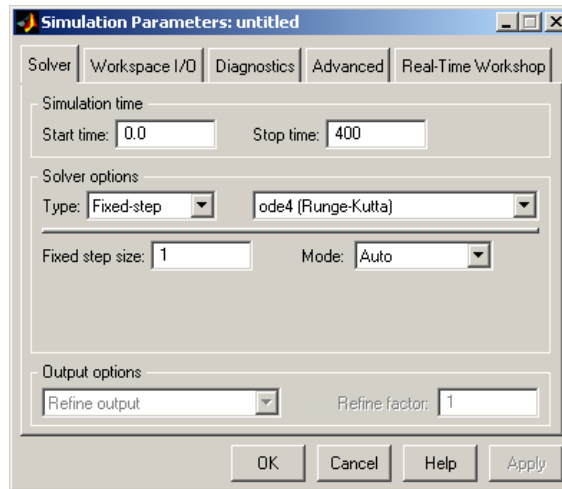 Simulation Parameters: untitled
Solver Workspace I/O Diagnostics Advanced Real-Time Workshop
Simulation time
Start time: 0.0 Stop time: 400
Solver options
Type: Fixed-step ode4 (Runge-Kutta)
Fixed step size: 1 Mode: Auto
Output options
Refine output Refine factor: 1
OK Cancel Help Apply